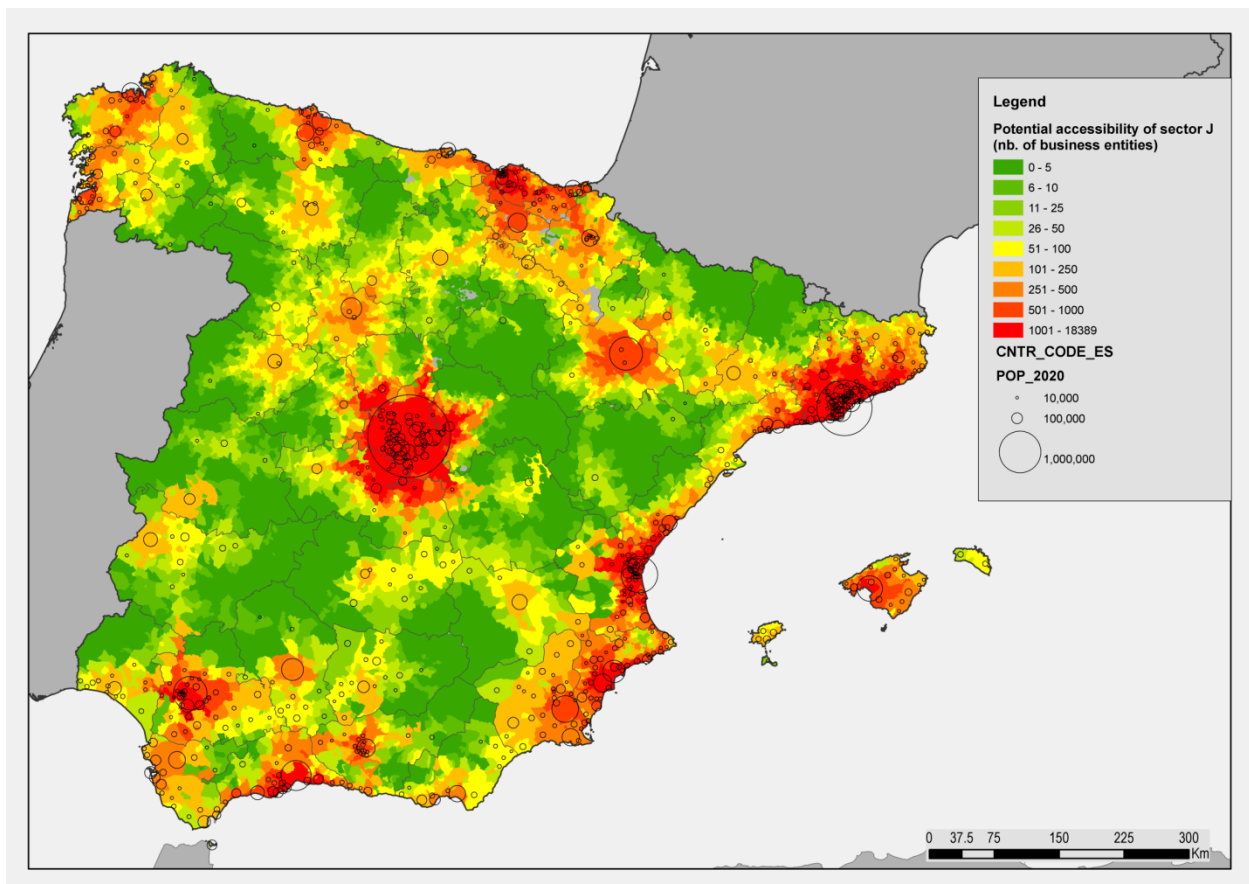 Legend
Potential accessibility of sector J
(nb. of business entities)
0 - 5
6 - 10
11 - 25
26 - 50
51 - 100
101 - 250
251 - 500
501 - 1000
1001 - 18389
CNTR_CODE_ES
POP_2020
10,000
100,000
1,000,000
0 37.5 75 150 225 300
Km